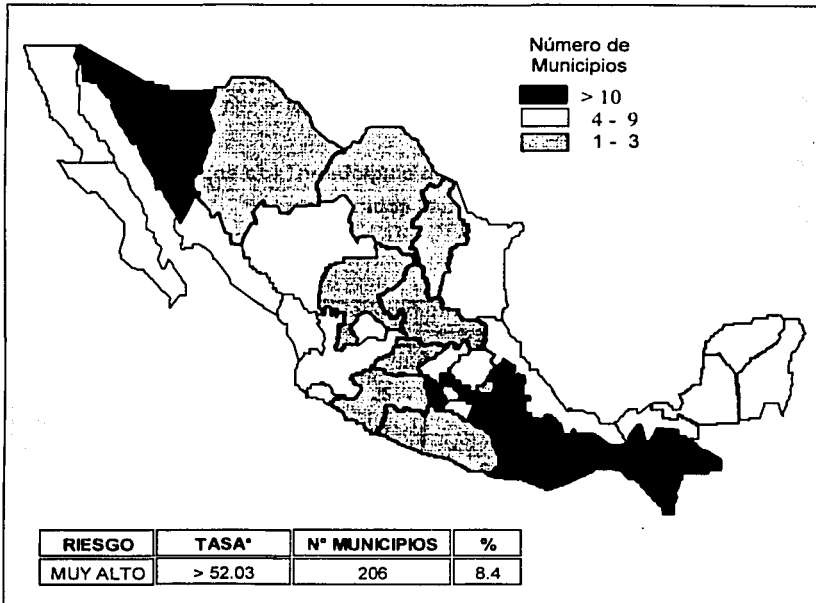 Número de
Municipios
> 10
4 - 9
1 - 3
RIESGO TASA* N° MUNICIPIOS %
MUY ALTO > 52.03 206 8.4